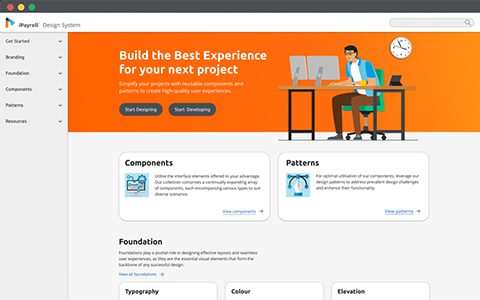 iPayroll Design System
Get Started
Branding
Foundation
Components
Patterns
Resources
Build the Best Experience
for your next project
Simplify your projects with reusable components and
patterns to create high-quality user experiences.
Start Designing
Start Developing
Components
Utilise the interface elements offered to your advantage.
Our collection comprises a continually expanding array
of components, each encompassing various types to suit
diverse scenarios.
View components
Patterns
For optimal utilisation of our components, leverage our
design patterns to address prevalent design challenges
and enhance their functionality.
View patterns
Foundation
Foundations play a pivotal role in designing effective layouts and seamless
user experiences, as they are the essential visual elements that form the
backbone of any successful design.
View all foundations
Typography
Colour
Elevation